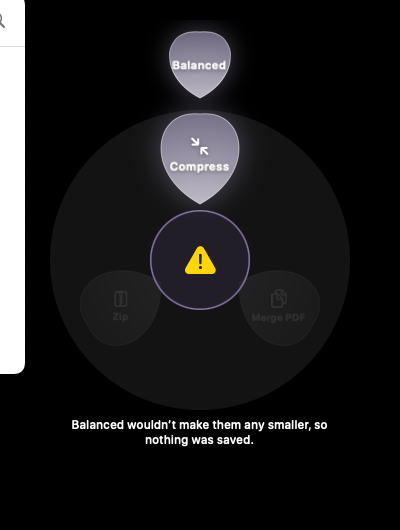 Balanced
Compress
Zip
Merge PDF
Balanced wouldn’t make them any smaller, so
nothing was saved.